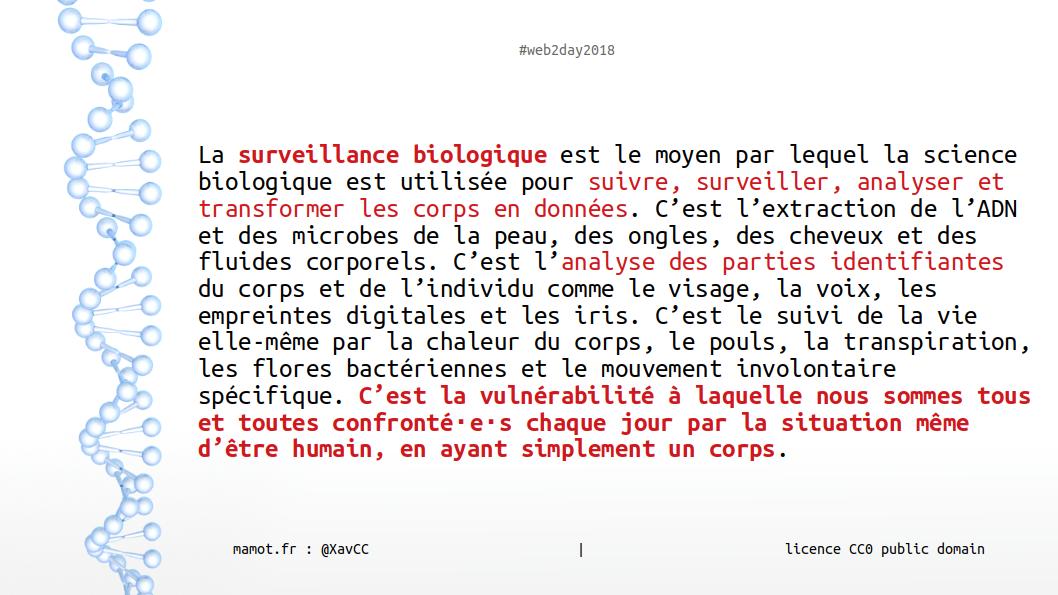 #web2day2018
La surveillance biologique est le moyen par lequel la science
biologique est utilisée pour suivre, surveiller, analyser et
transformer les corps en données. C’est l’extraction de l’ADN
et des microbes de la peau, des ongles, des cheveux et des
fluides corporels. C’est l’analyse des parties identifiantes
du corps et de l’individu comme le visage, la voix, les
empreintes digitales et les iris. C’est le suivi de la vie
elle-même par la chaleur du corps, le pouls, la transpiration,
les flores bactériennes et le mouvement involontaire
spécifique. C’est la vulnérabilité à laquelle nous sommes tous
et toutes confronté·e·s chaque jour par la situation même
d’être humain, en ayant simplement un corps.
mamot.fr : @XavCC | licence CC0 public domain